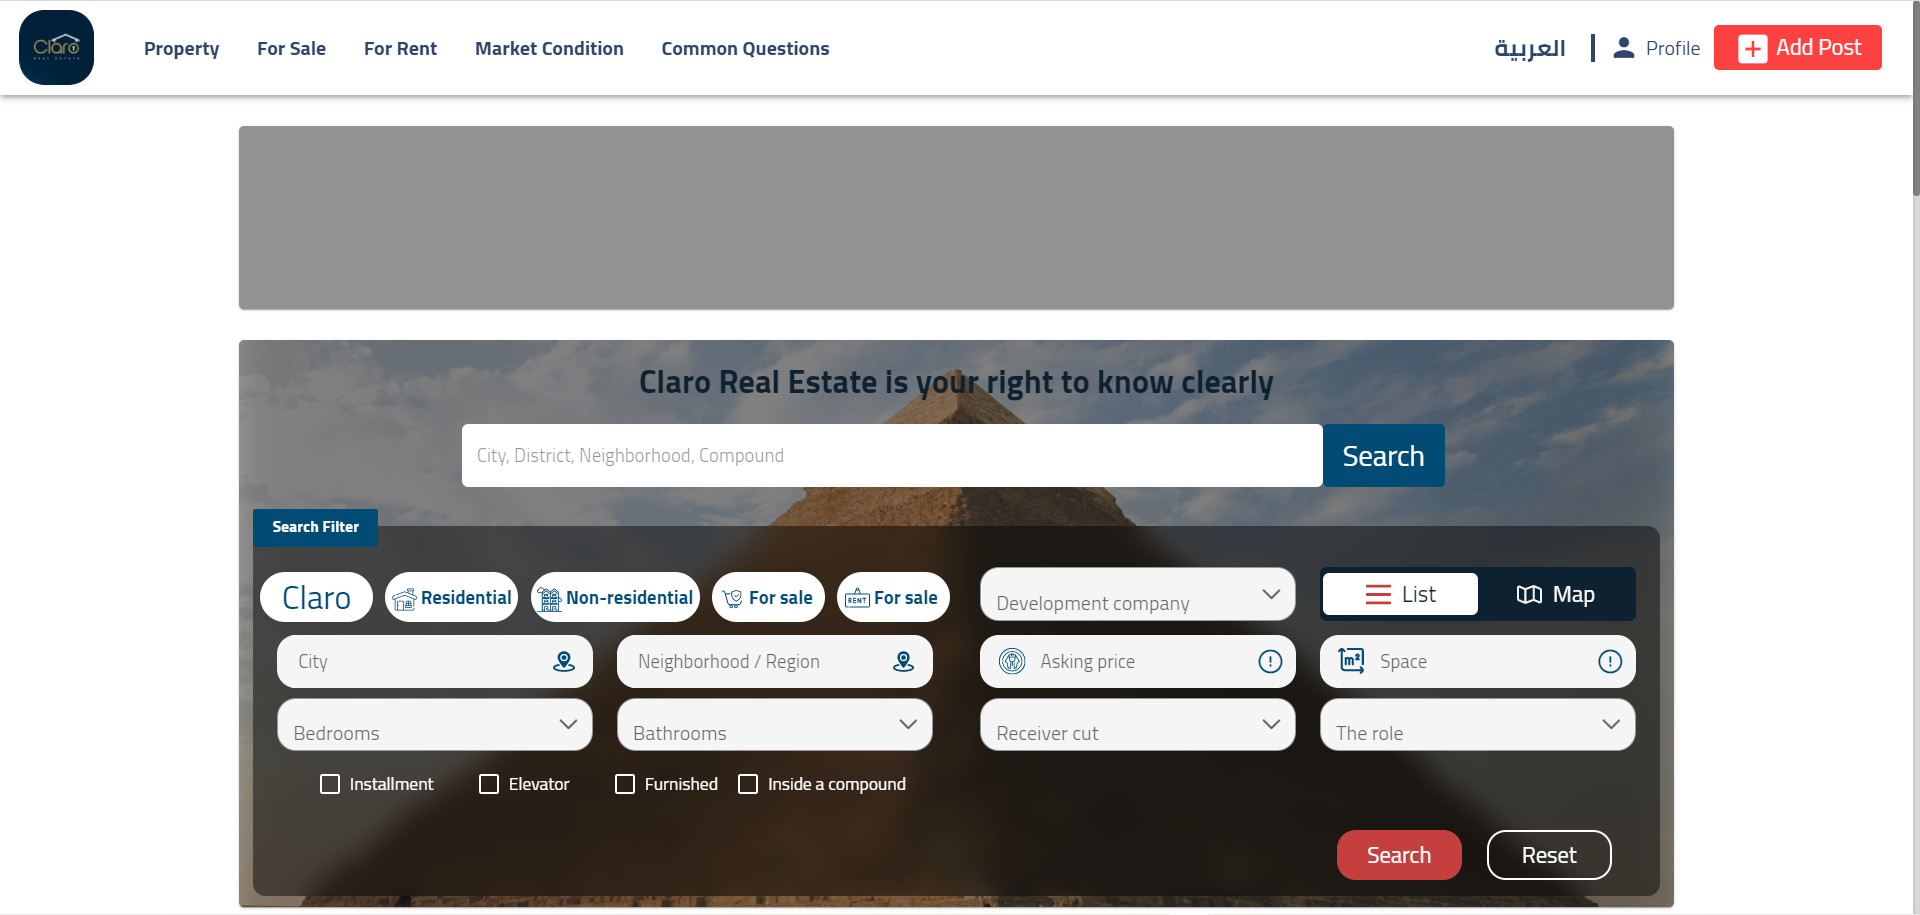 Claro
REAL ESTATE
Property For Sale For Rent Market Condition Common Questions
العربية
Profile
Add Post
Claro Real Estate is your right to know clearly
City, District, Neighborhood, Compound
Search
Search Filter
Claro
Residential
Non-residential
For sale
RENT
For sale
Development company
List
Map
City
Neighborhood / Region
Asking price
m²
Space
Bedrooms
Bathrooms
Receiver cut
The role
Installment
Elevator
Furnished
Inside a compound
Search
Reset